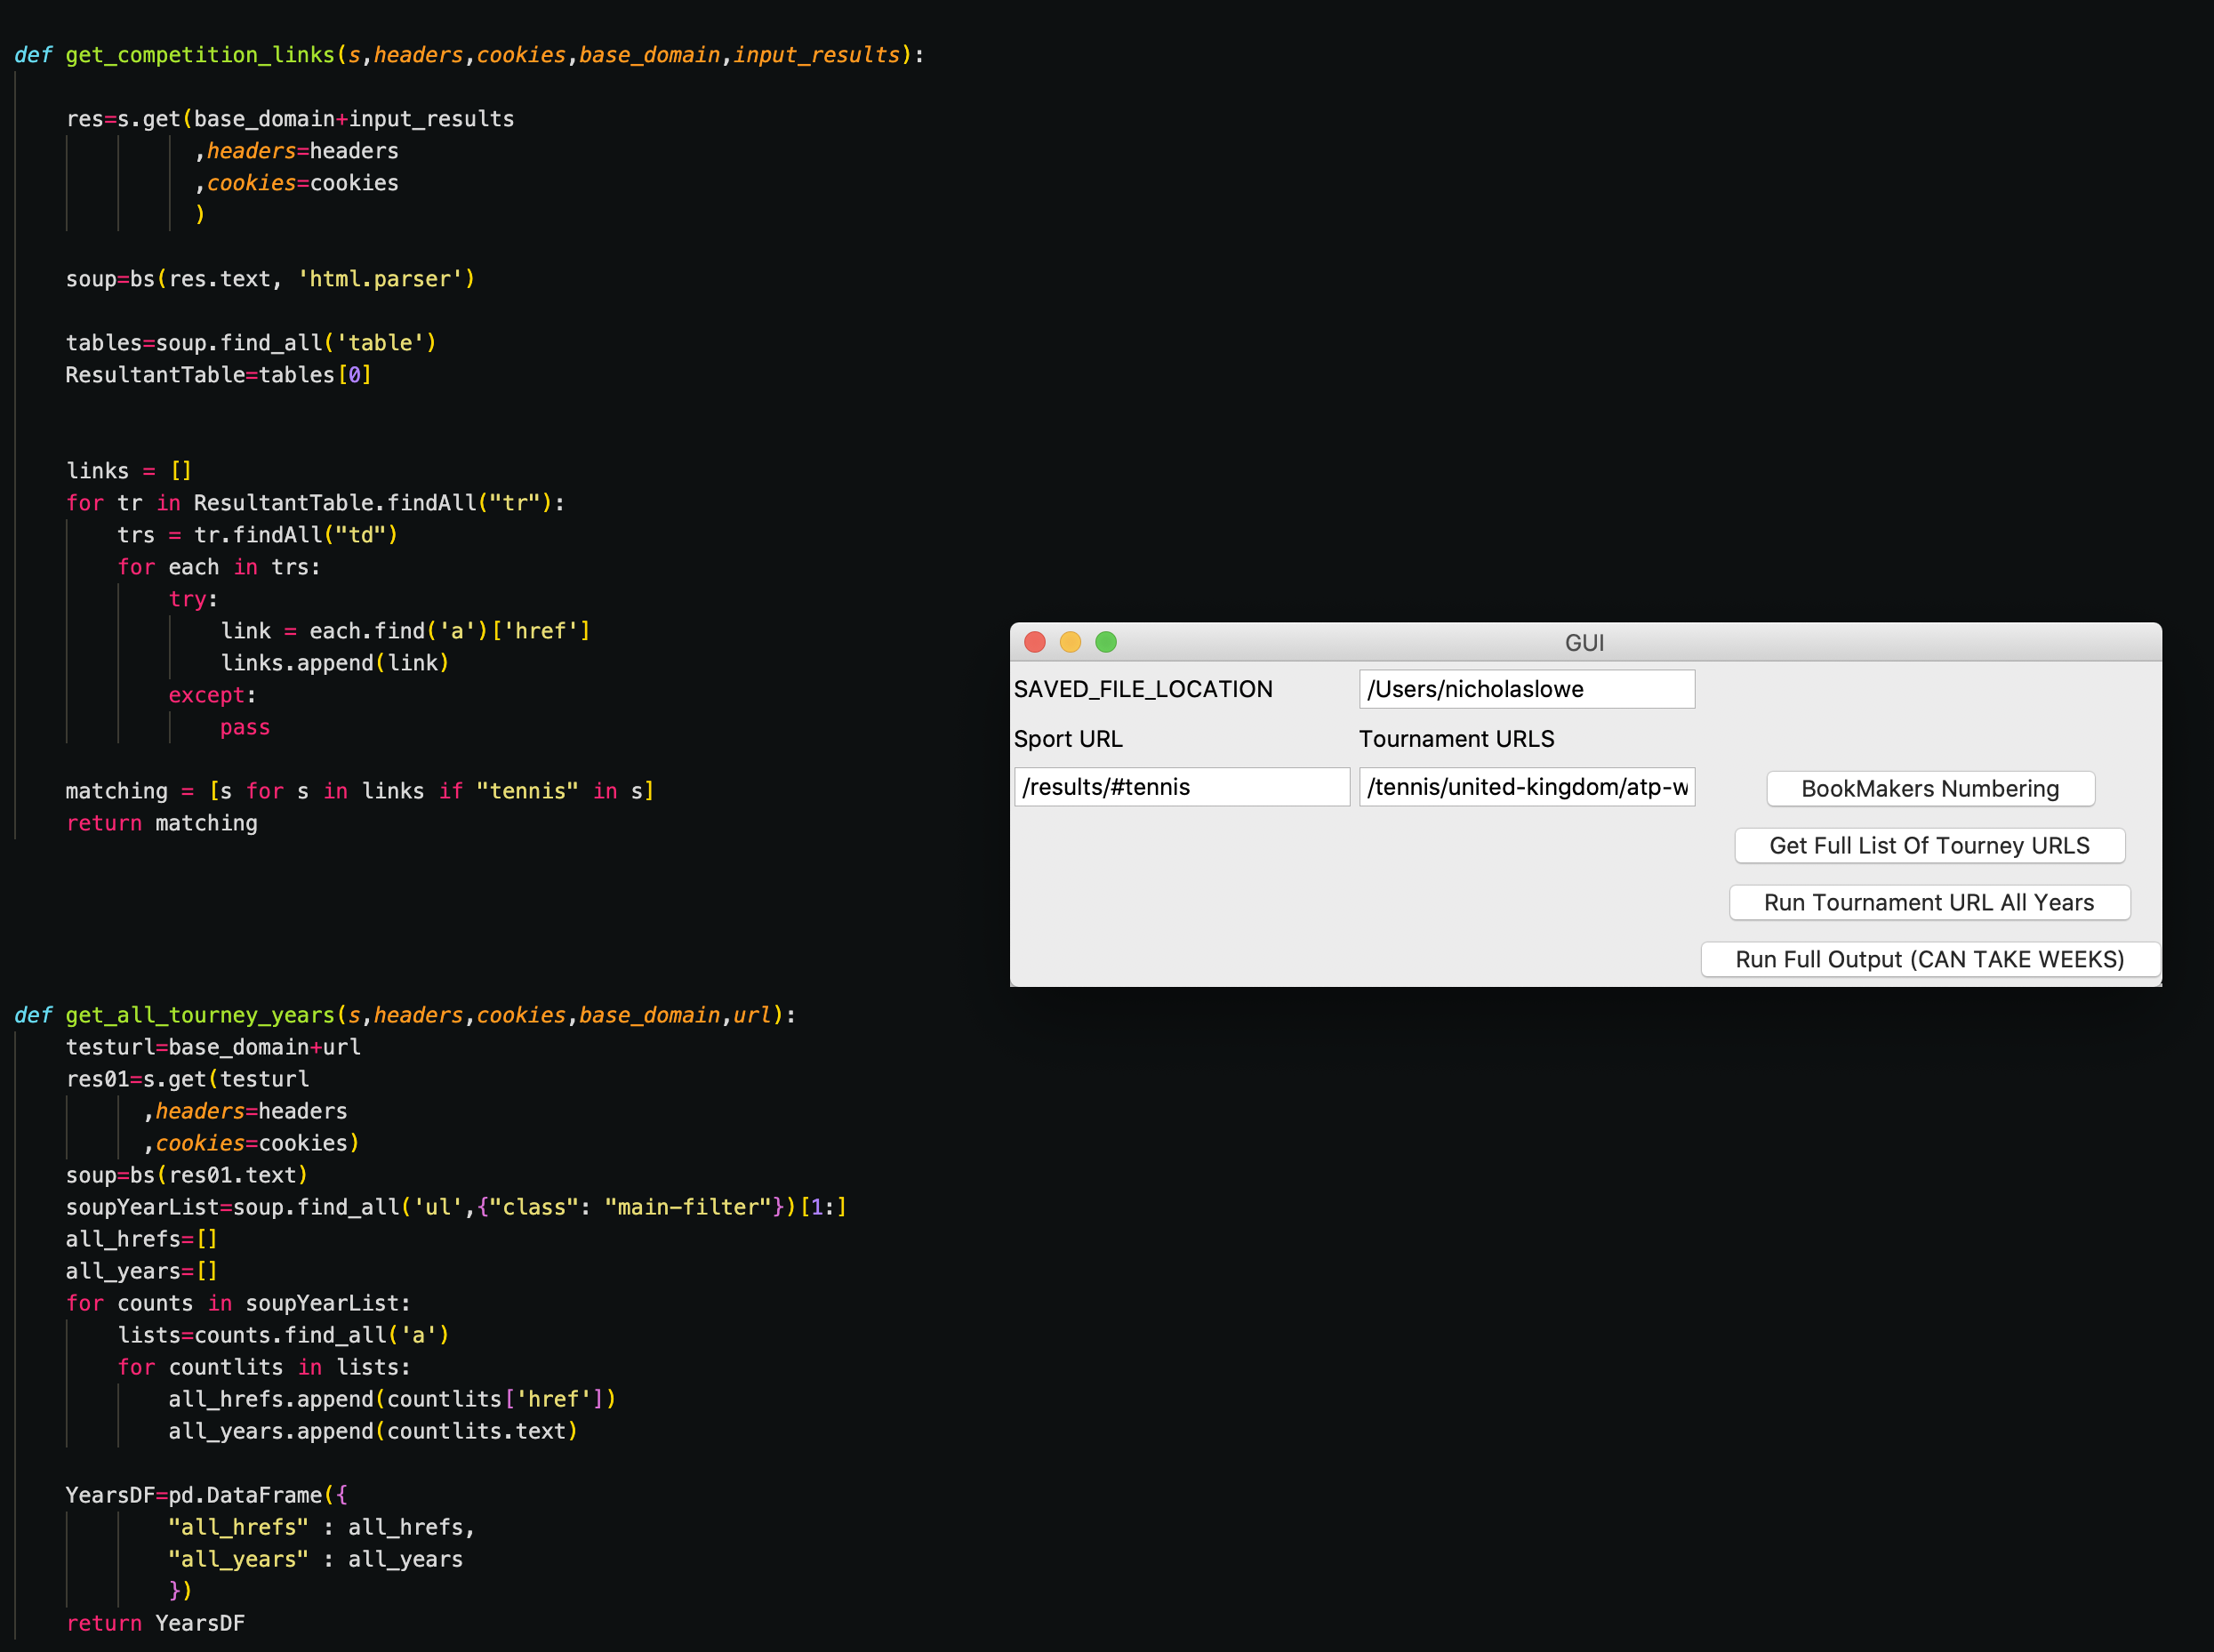 def get_competition_links(s,headers,cookies,base_domain,input_results):
res=s.get(base_domain+input_results
,headers=headers
,cookies=cookies
)
soup=bs(res.text, 'html.parser')
tables=soup.find_all('table')
ResultantTable=tables[0]
links = []
for tr in ResultantTable.findAll("tr"):
trs = tr.findAll("td")
for each in trs:
try:
link = each.find('a')['href']
links.append(link)
except:
pass
matching = [s for s in links if "tennis" in s]
return matching
def get_all_tourney_years(s,headers,cookies,base_domain,url):
testurl=base_domain+url
res01=s.get(testurl
,headers=headers
,cookies=cookies)
soup=bs(res01.text)
soupYearList=soup.find_all('ul',{"class": "main-filter"})[1:]
all_hrefs=[]
all_years=[]
for counts in soupYearList:
lists=counts.find_all('a')
for countlits in lists:
all_hrefs.append(countlits['href'])
all_years.append(countlits.text)
YearsDF=pd.DataFrame({
"all_hrefs" : all_hrefs,
"all_years" : all_years
})
return YearsDF
GUI
SAVED_FILE_LOCATION /Users/nicholaslowe
Sport URL Tournament URLS
/results/#tennis /tennis/united-kingdom/atp-w BookMakers Numbering
Get Full List Of Tourney URLS
Run Tournament URL All Years
Run Full Output (CAN TAKE WEEKS)